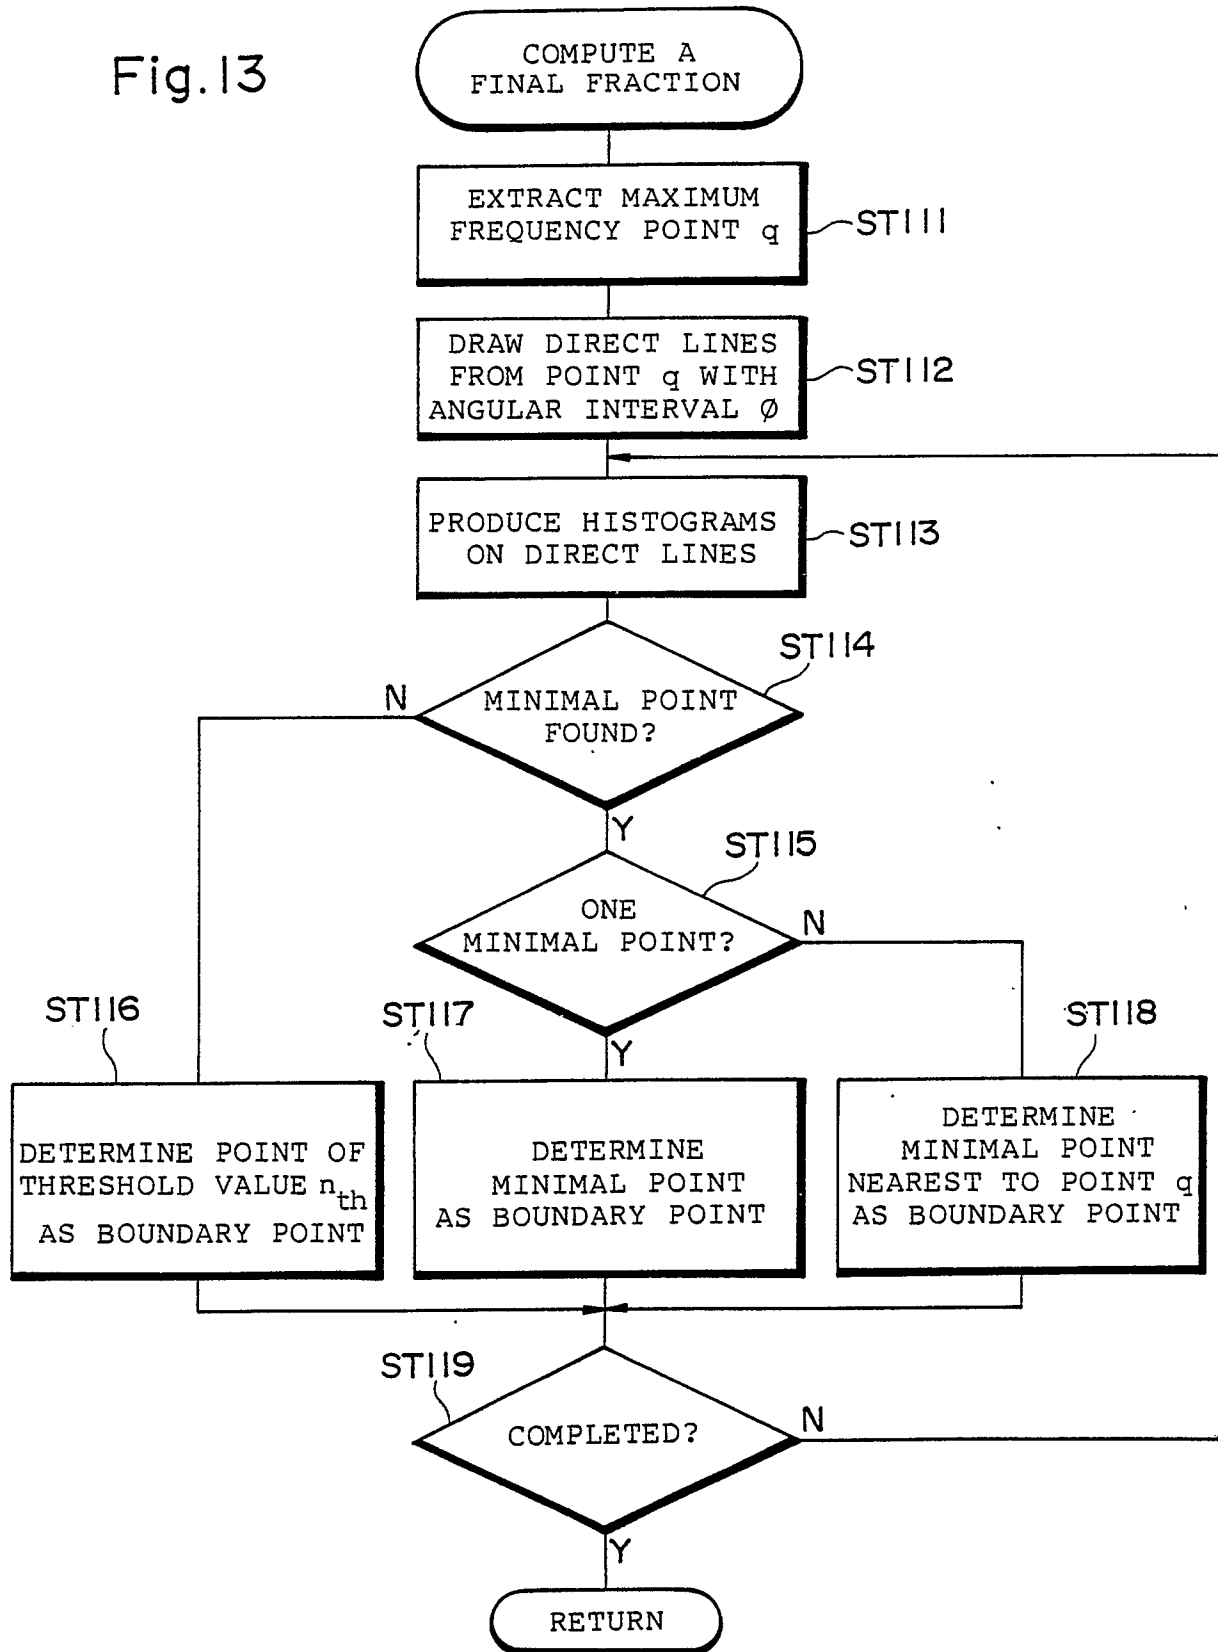 Fig.13
COMPUTE A
FINAL FRACTION
EXTRACT MAXIMUM
FREQUENCY POINT q
ST111
DRAW DIRECT LINES
FROM POINT q WITH
ANGULAR INTERVAL Ø
ST112
PRODUCE HISTOGRAMS
ON DIRECT LINES
ST113
ST114
N
MINIMAL POINT
FOUND?
Y
ST115
ONE
MINIMAL POINT?
N
Y
ST116
DETERMINE POINT OF
THRESHOLD VALUE nth
AS BOUNDARY POINT
ST117
DETERMINE
MINIMAL POINT
AS BOUNDARY POINT
ST118
DETERMINE
MINIMAL POINT
NEAREST TO POINT q
AS BOUNDARY POINT
ST119
COMPLETED?
N
Y
RETURN